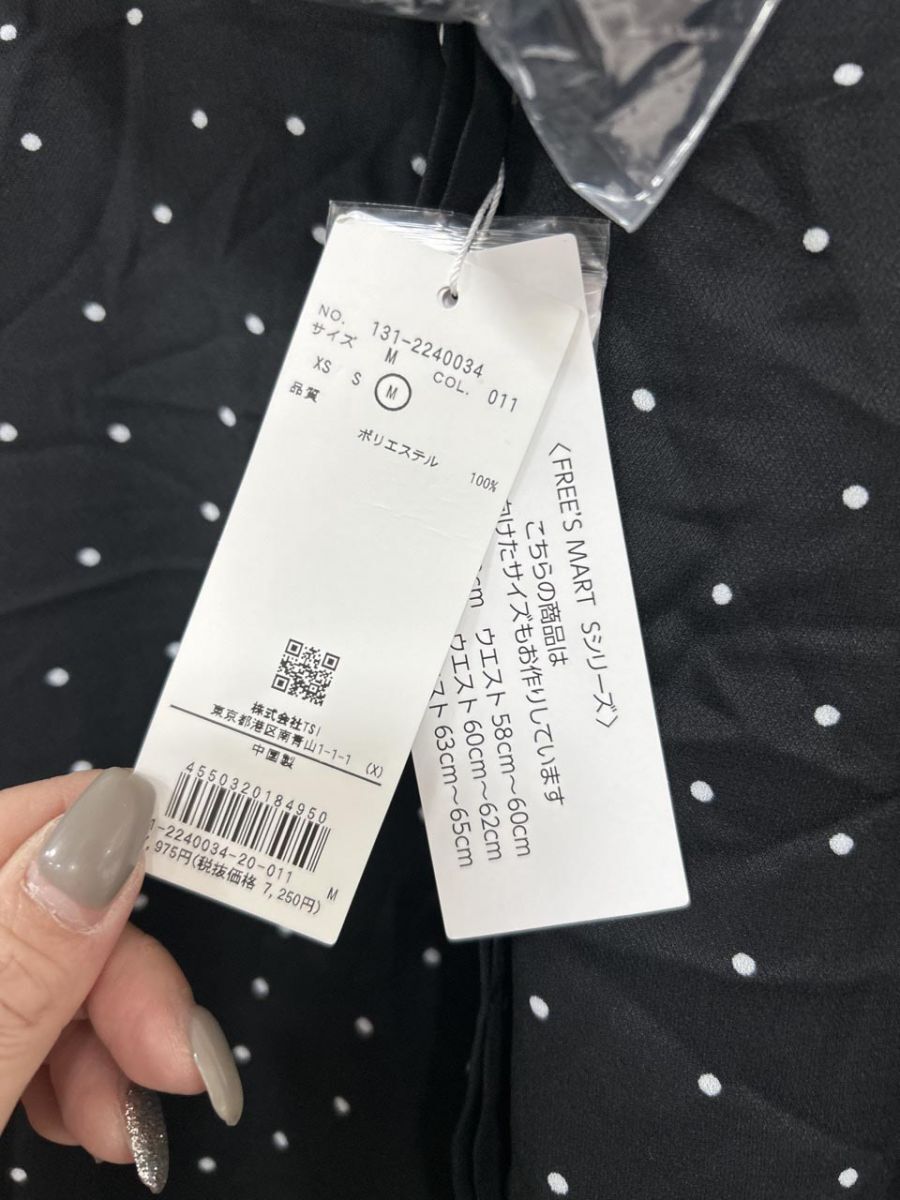 NO. 131-2240034
サイズ M COL. 011
XS S M
品質
ポリエステル 100%
株式会社TSI
東京都港区南青山1-1-1 (X)
中国製
4550320184950
1-2240034-20-011 M
,975円(税抜価格 7,250円)
〈FREE'S MART Sシリーズ〉
こちらの商品は
けたサイズもお作りしています
cm ウエスト 58cm～60cm
ウエスト 60cm～62cm
スト 63cm～65cm